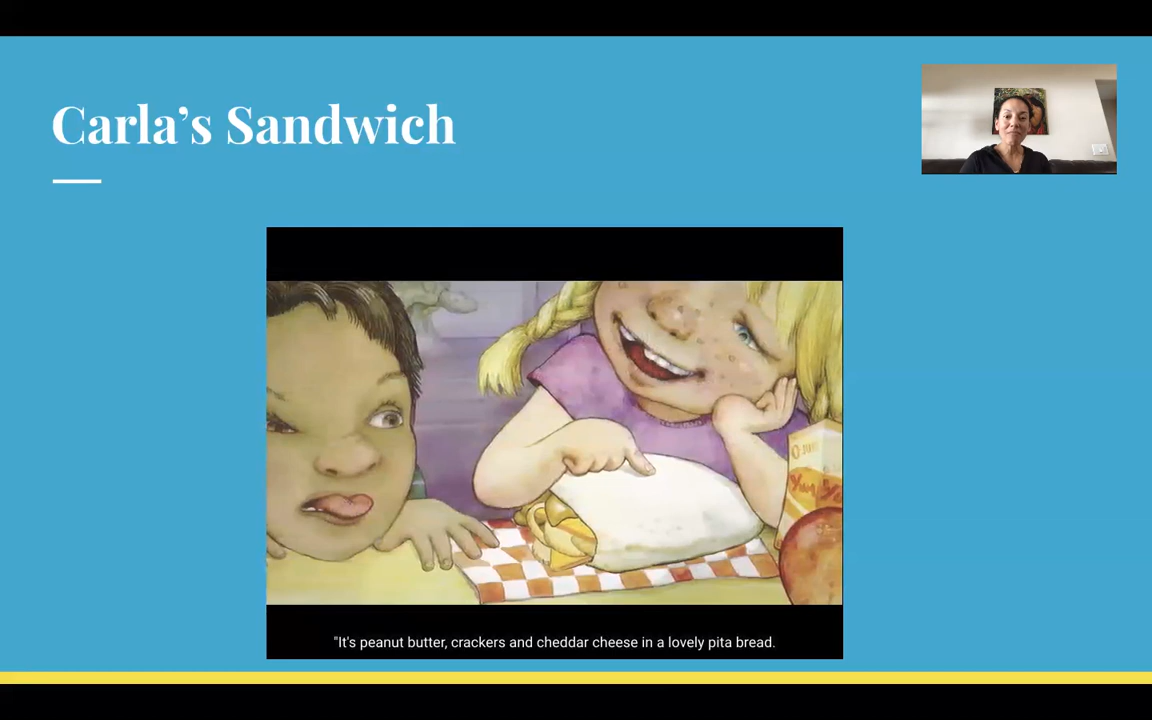 Carla's Sandwich
"It's peanut butter, crackers and cheddar cheese in a lovely pita bread.